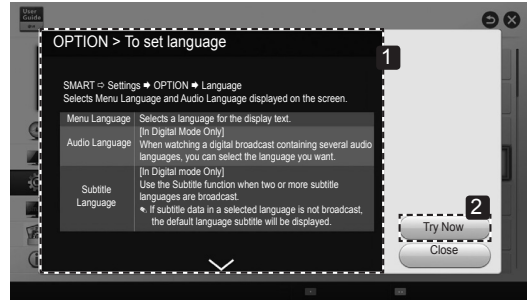 User
Guide
OPTION > To set language
1
SMART ⇨ Settings ➡ OPTION ➡ Language
Selects Menu Language and Audio Language displayed on the screen.
Menu Language Selects a language for the display text.
Audio Language
[In Digital Mode Only]
When watching a digital broadcast containing several audio
languages, you can select the language you want.
Subtitle
Language
[In Digital mode Only]
Use the Subtitle function when two or more subtitle
languages are broadcast.
If subtitle data in a selected language is not broadcast,
the default language subtitle will be displayed.
2
Try Now
Close